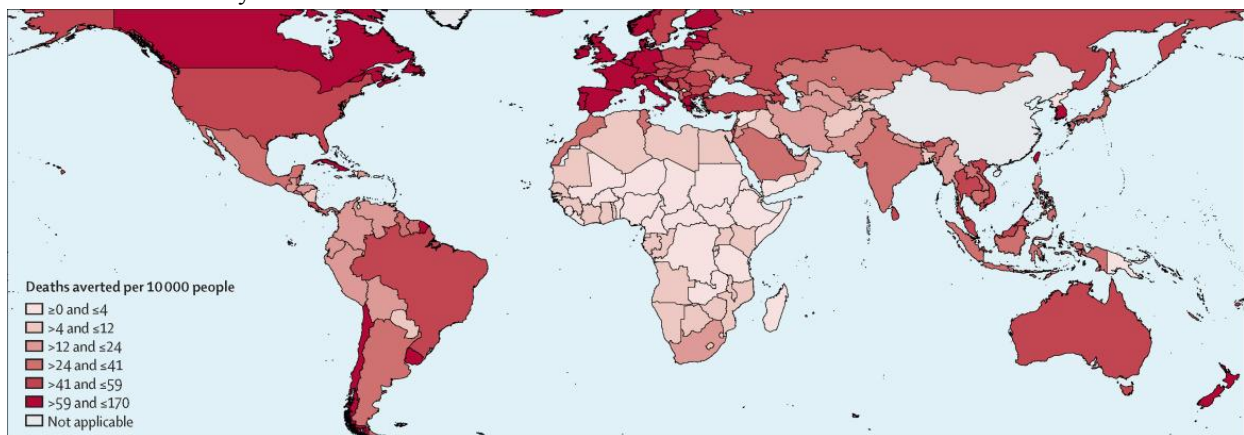 Deaths averted per 10 000 people
≥0 and ≤4
>4 and ≤12
>12 and ≤24
>24 and ≤41
>41 and ≤59
>59 and ≤170
Not applicable